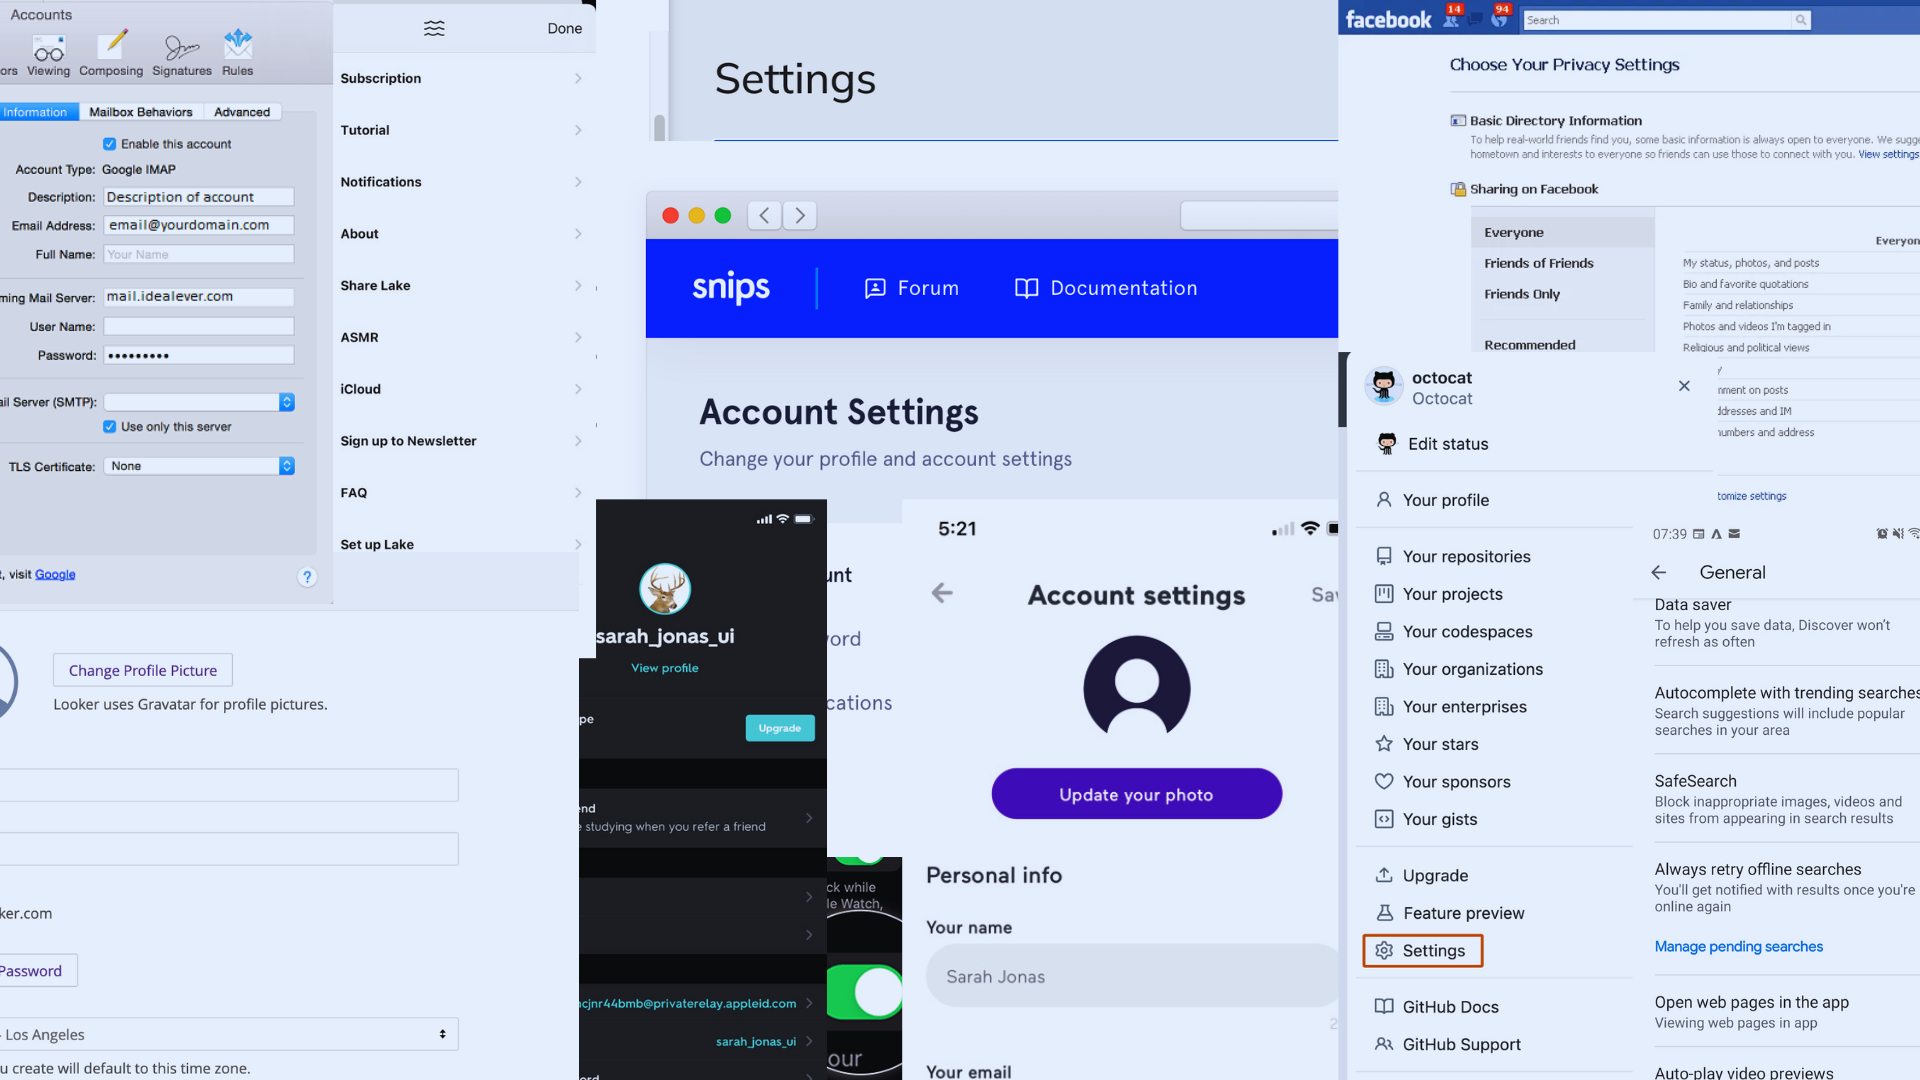 Accounts
ors Viewing Composing Signatures Rules
Information Mailbox Behaviors Advanced
Enable this account
Account Type: Google IMAP
Description: Description of account
Email Address: email@yourdomain.com
Full Name: Your Name
ming Mail Server: mail.idealever.com
User Name:
Password:
ail Server (SMTP):
Use only this server
TLS Certificate: None
t, visit Google
?
Done
Subscription
Tutorial
Notifications
About
Share Lake
ASMR
iCloud
Sign up to Newsletter
FAQ
Set up Lake
Settings
snips Forum Documentation
Account Settings
Change your profile and account settings
facebook 14 94 Search
Choose Your Privacy Settings
Basic Directory Information
To help real-world friends find you, some basic information is always open to everyone. We sugge
hometown and interests to everyone so friends can use those to connect with you. View settings
Sharing on Facebook
Everyone
Friends of Friends
Friends Only
Recommended
Everyon
My status, photos, and posts
Bio and favorite quotations
Family and relationships
Photos and videos I'm tagged in
Religious and political views
y
mment on posts
ddresses and IM
numbers and address
tomize settings
octocat
Octocat
Edit status
Your profile
Your repositories
Your projects
Your codespaces
Your organizations
Your enterprises
Your stars
Your sponsors
Your gists
Upgrade
Feature preview
Settings
GitHub Docs
GitHub Support
07:39
General
Data saver
To help you save data, Discover won't
refresh as often
Autocomplete with trending searches
Search suggestions will include popular
searches in your area
SafeSearch
Block inappropriate images, videos and
sites from appearing in search results
Always retry offline searches
You'll get notified with results once you're
online again
Manage pending searches
Open web pages in the app
Viewing web pages in app
Auto-play video previews
Change Profile Picture
Looker uses Gravatar for profile pictures.
ker.com
Password
- Los Angeles
u create will default to this time zone.
sarah_jonas_ui
View profile
pe
Upgrade
end
e studying when you refer a friend
cjnr44bmb@privaterelay.appleid.com
sarah_jonas_ui
ord
unt
ord
cations
ck while
le Watch,
our
5:21
Account settings Sav
Update your photo
Personal info
Your name
Sarah Jonas
2
Your email